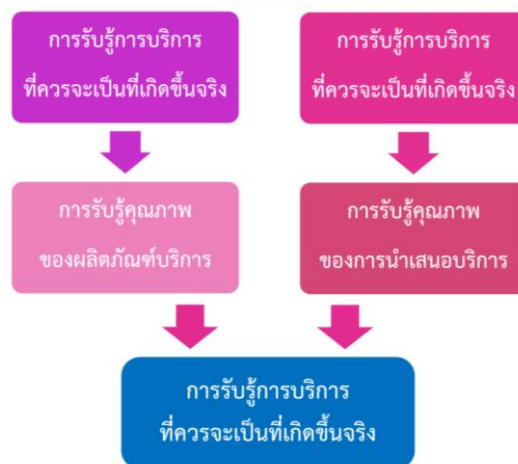 การรับรู้การบริการ
ที่ควรจะเป็นที่เกิดขึ้นจริง
การรับรู้การบริการ
ที่ควรจะเป็นที่เกิดขึ้นจริง
การรับรู้คุณภาพ
ของผลิตภัณฑ์บริการ
การรับรู้คุณภาพ
ของการนำเสนอบริการ
การรับรู้การบริการ
ที่ควรจะเป็นที่เกิดขึ้นจริง